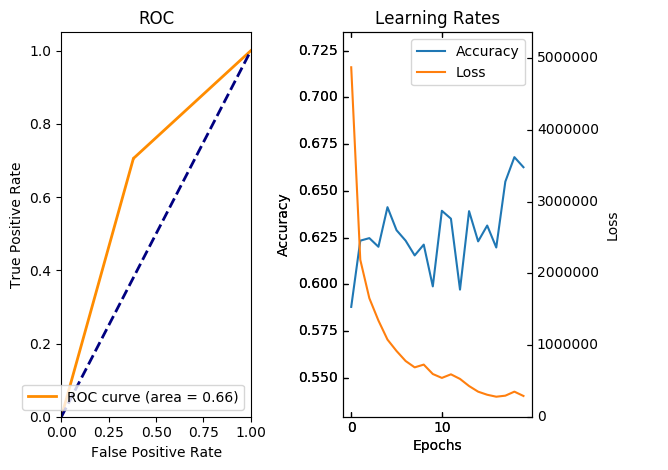 ROC
Learning Rates
1.0
0.8
0.6
0.4
0.2
0.0
True Positive Rate
ROC curve (area = 0.66)
0.00
0.25
0.50
0.75
1.00
False Positive Rate
Accuracy
Loss
0.725
0.700
0.675
0.650
0.625
0.600
0.575
0.550
Accuracy
5000000
4000000
3000000
2000000
1000000
0
Loss
0
10
Epochs